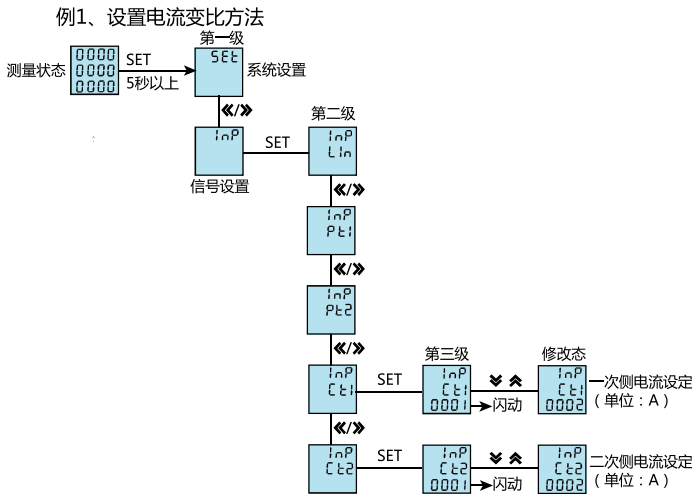 例1、设置电流变比方法
第一级
测量状态
0000
0000
0000
SET
5秒以上
SEt
系统设置
≪/≫
InP
信号设置
SET
第二级
InP
LIn
≪/≫
InP
Pt1
≪/≫
InP
Pt2
≪/≫
第三级
修改态
InP
Ct1
SET
InP
Ct1
0001
闪动
InP
Ct1
0002
一次侧电流设定
（单位：A）
≪/≫
InP
Ct2
SET
InP
Ct2
0001
闪动
InP
Ct2
0002
二次侧电流设定
（单位：A）